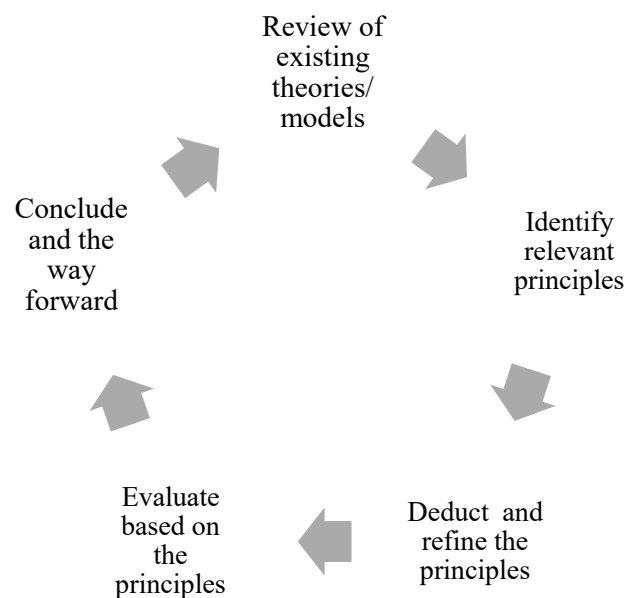 Review of
existing
theories/
models
Identify
relevant
principles
Deduct and
refine the
principles
Evaluate
based on
the
principles
Conclude
and the
way
forward